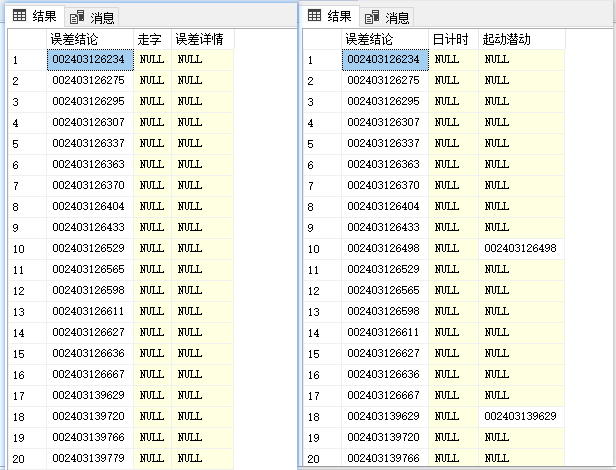 结果 消息
误差结论 走字 误差详情
1 002403126234 NULL NULL
2 002403126275 NULL NULL
3 002403126295 NULL NULL
4 002403126307 NULL NULL
5 002403126337 NULL NULL
6 002403126363 NULL NULL
7 002403126370 NULL NULL
8 002403126404 NULL NULL
9 002403126433 NULL NULL
10 002403126529 NULL NULL
11 002403126565 NULL NULL
12 002403126598 NULL NULL
13 002403126611 NULL NULL
14 002403126627 NULL NULL
15 002403126636 NULL NULL
16 002403126667 NULL NULL
17 002403139629 NULL NULL
18 002403139720 NULL NULL
19 002403139766 NULL NULL
20 002403139779 NULL NULL
结果 消息
误差结论 日计时 起动潜动
1 002403126234 NULL NULL
2 002403126275 NULL NULL
3 002403126295 NULL NULL
4 002403126307 NULL NULL
5 002403126337 NULL NULL
6 002403126363 NULL NULL
7 002403126370 NULL NULL
8 002403126404 NULL NULL
9 002403126433 NULL NULL
10 002403126498 NULL 002403126498
11 002403126529 NULL NULL
12 002403126565 NULL NULL
13 002403126598 NULL NULL
14 002403126611 NULL NULL
15 002403126627 NULL NULL
16 002403126636 NULL NULL
17 002403126667 NULL NULL
18 002403139629 NULL 002403139629
19 002403139720 NULL NULL
20 002403139766 NULL NULL